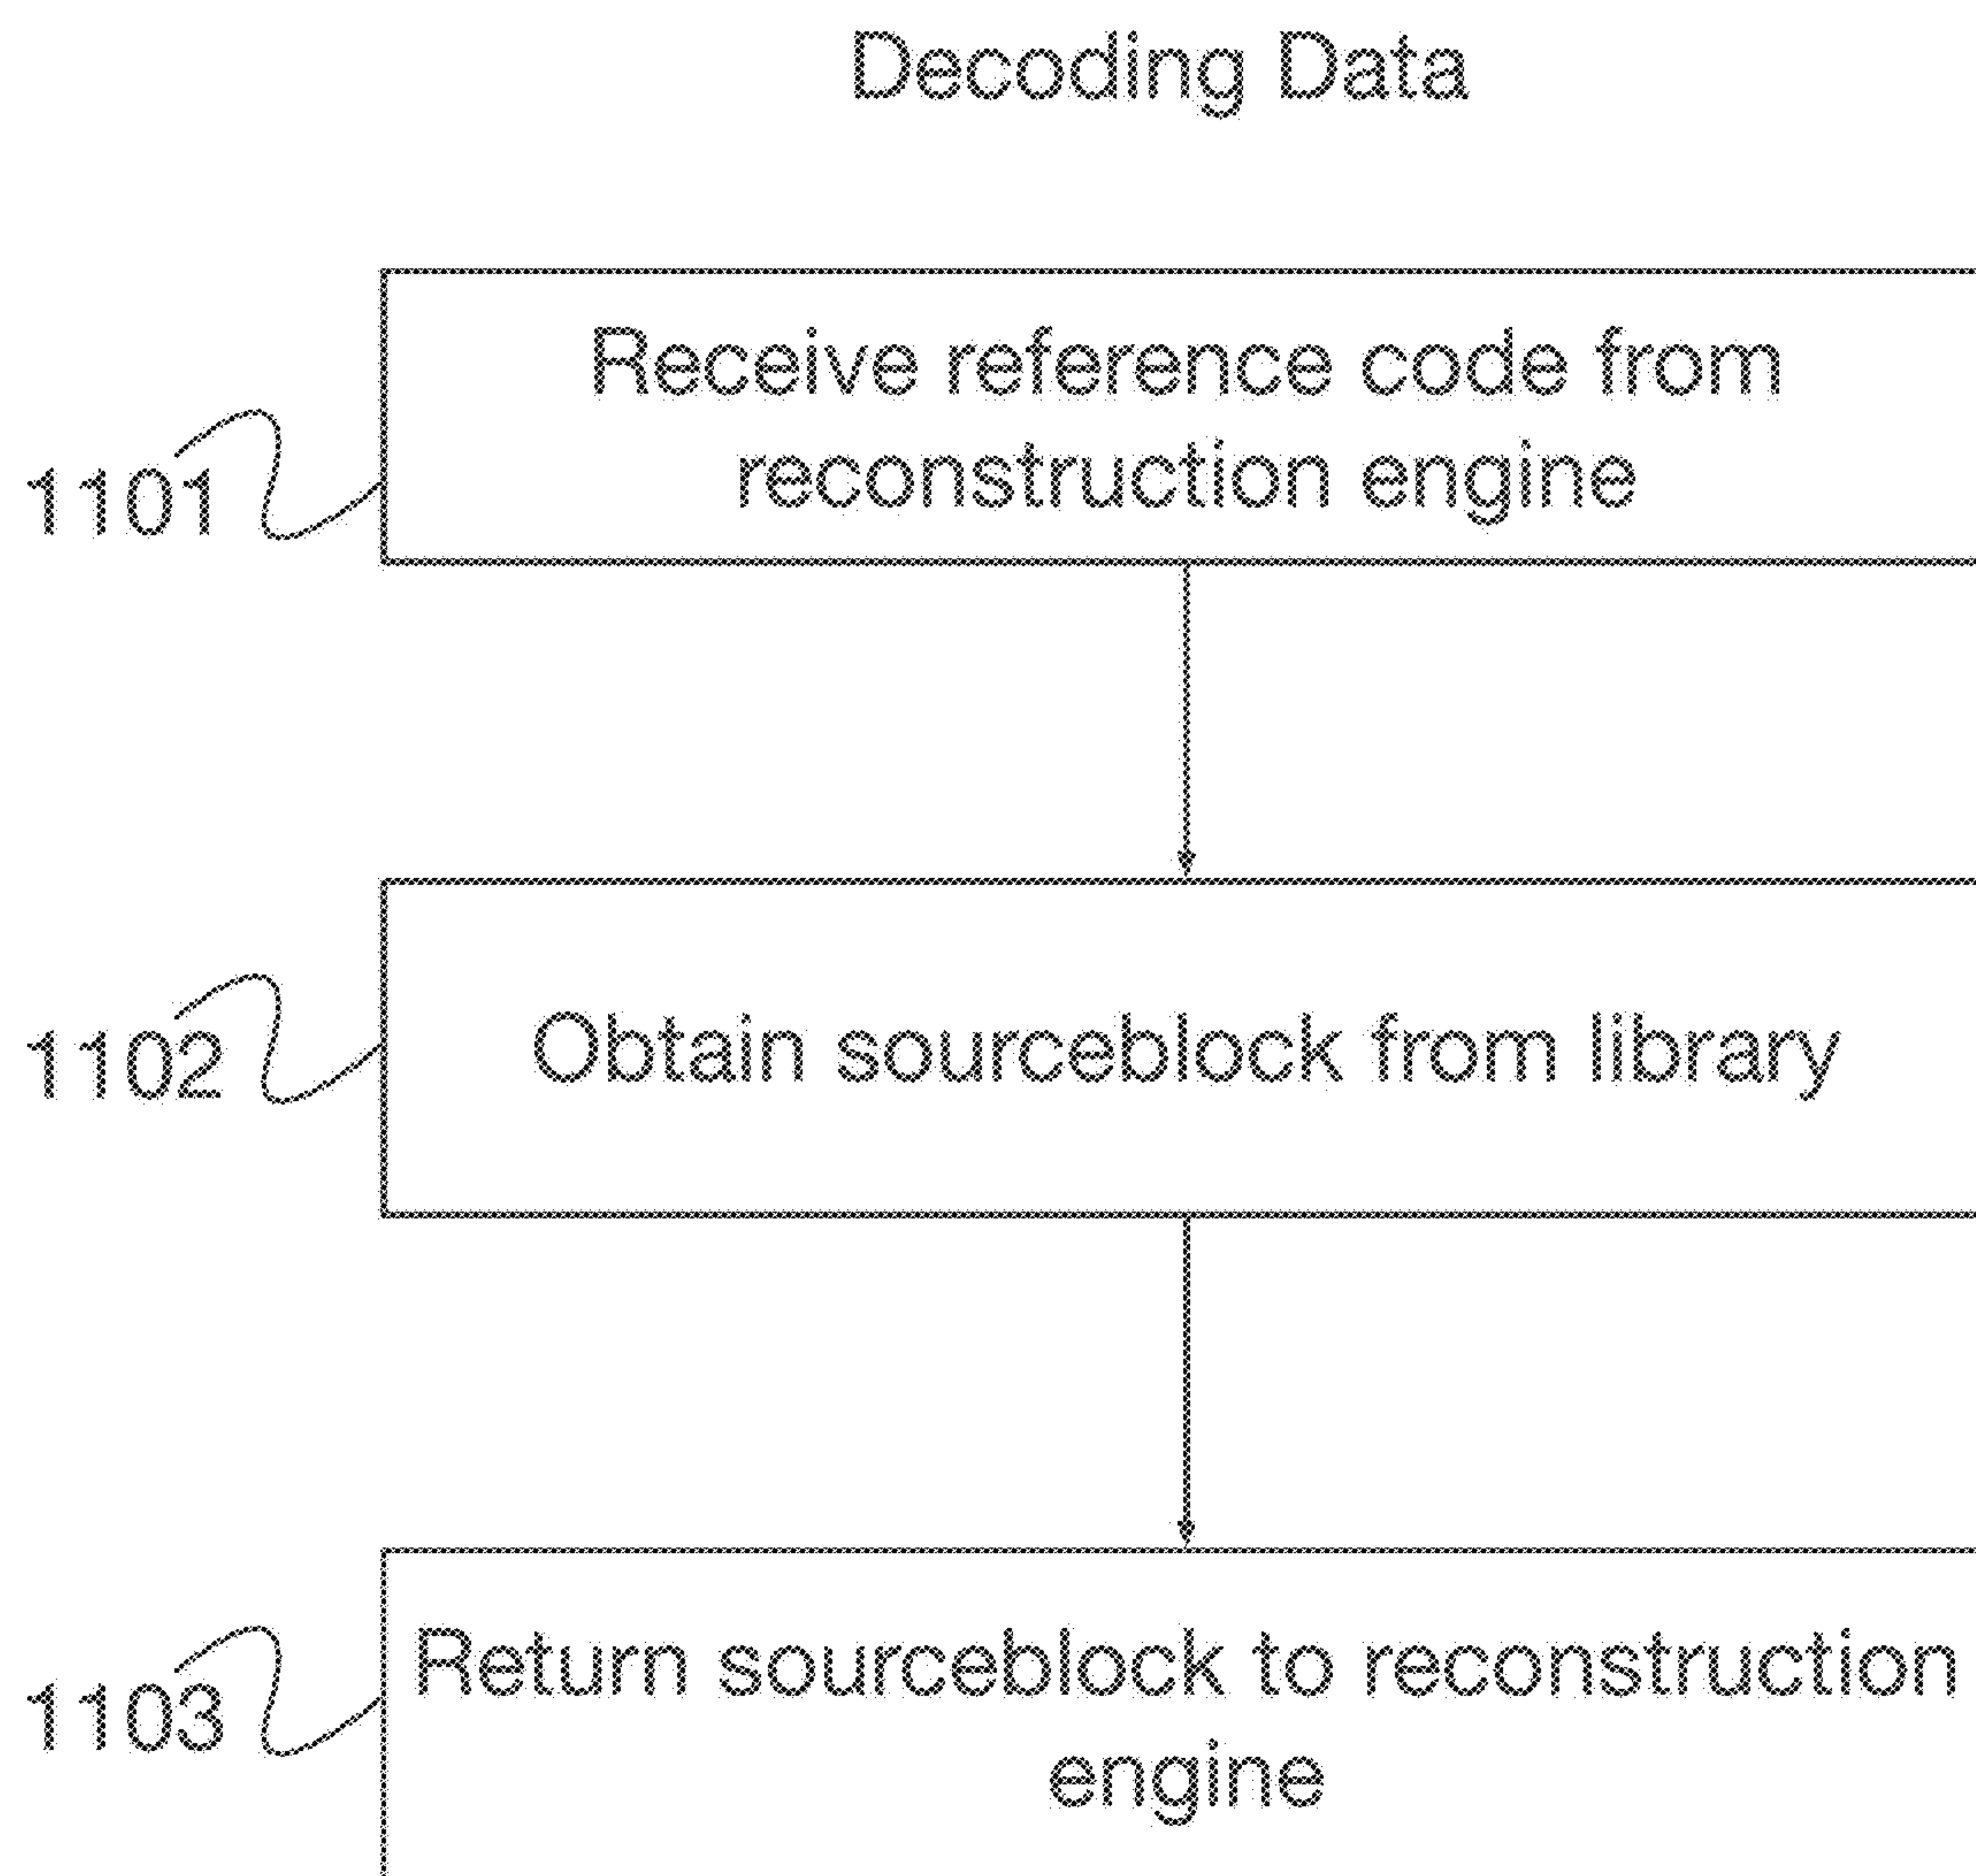 Decoding Data
Receive reference code from
reconstruction engine
1101
Obtain sourceblock from library
1102
Return sourceblock to reconstruction
engine
1103